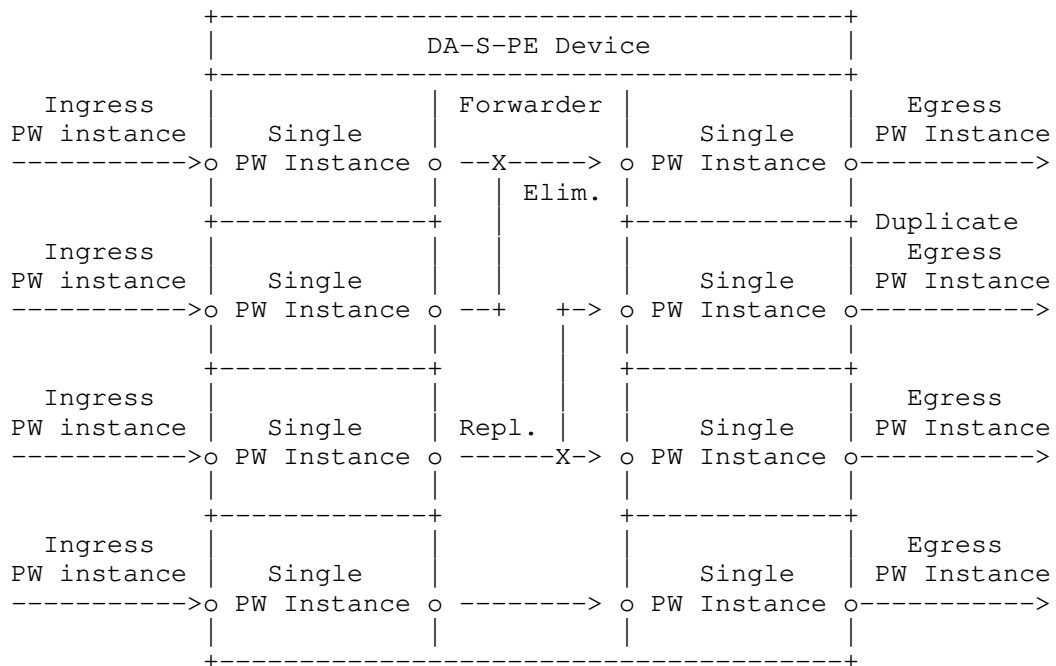 DA-S-PE Device
Ingress Forwarder Egress
PW instance Single Single PW Instance
PW Instance --X------> PW Instance
Elim.
Duplicate
Ingress Egress
PW instance Single Single PW Instance
PW Instance --+ +-> PW Instance
Ingress Egress
PW instance Single Repl. Single PW Instance
PW Instance ------X-> PW Instance
Ingress Egress
PW instance Single Single PW Instance
PW Instance PW Instance